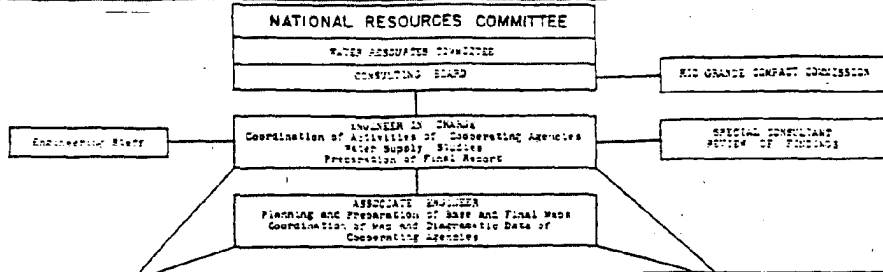 NATIONAL RESOURCES COMMITTEE
WATER RESOURCES COMMITTEE
CONSULTING BOARD
RIO GRANDE COMPACT COMMISSION
Engineering Staff
ENGINEER IN CHARGE
Coordination of Activities of Cooperating Agencies
Water Supply Studies
Preparation of Final Report
SPECIAL CONSULTANT
REVIEW OF FINDINGS
ASSOCIATE ENGINEER
Planning and Preparation of Base and Final Maps
Coordination of Map and Diagramatic Data of
Cooperating Agencies